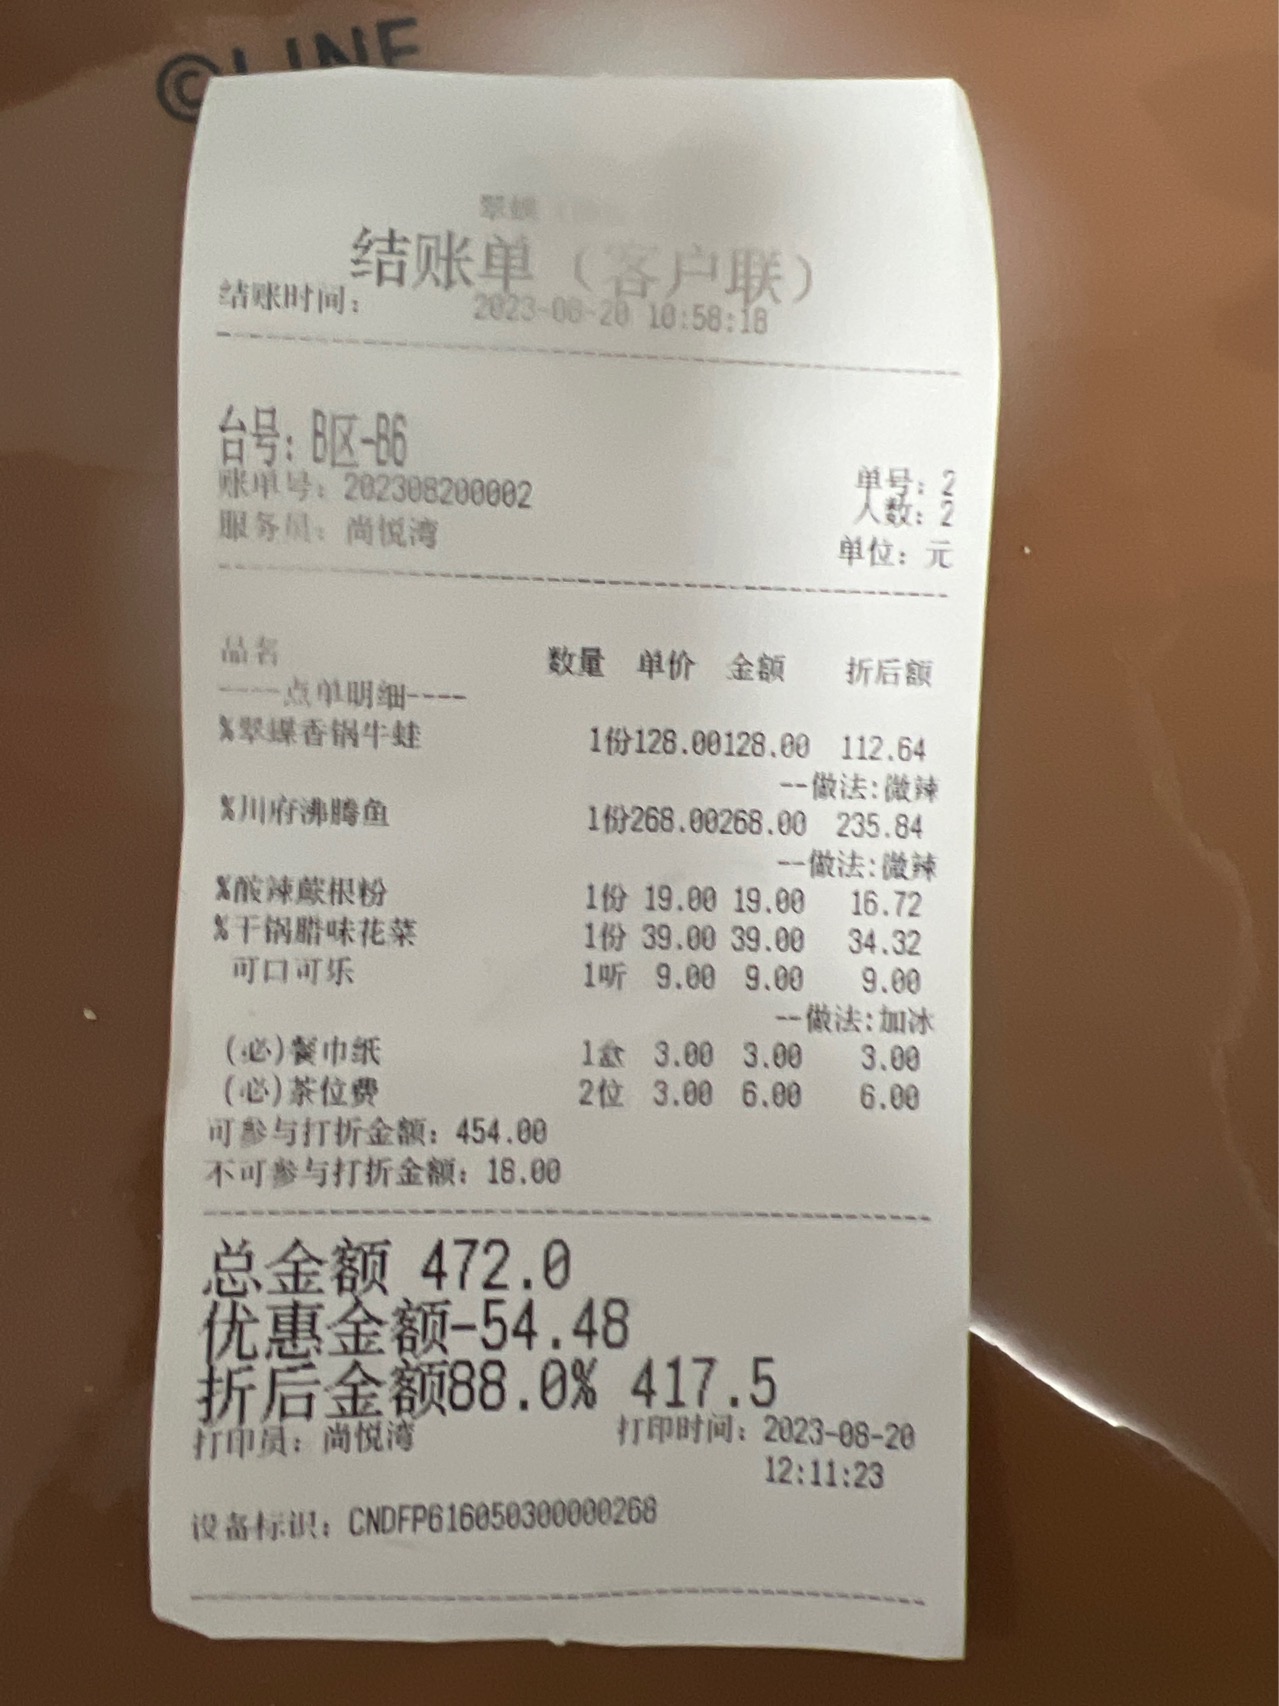 ©LINE
翠蝶
结账单（客户联）
结账时间： 2023-08-20 10:58:18
台号：B区-B6
账单号：202308200002 单号：2
服务员：尚悦湾 人数：2
单位：元
品名 数量 单价 金额 折后额
----点单明细----
%翠蝶香锅牛蛙 1份128.00128.00 112.64
--做法:微辣
%川府沸腾鱼 1份268.00268.00 235.84
--做法:微辣
%酸辣蕨根粉 1份 19.00 19.00 16.72
%干锅腊味花菜 1份 39.00 39.00 34.32
可口可乐 1听 9.00 9.00 9.00
--做法:加冰
(必)餐巾纸 1盒 3.00 3.00 3.00
(必)茶位费 2位 3.00 6.00 6.00
可参与打折金额：454.00
不可参与打折金额：18.00
总金额 472.0
优惠金额-54.48
折后金额88.0% 417.5
打印员：尚悦湾 打印时间：2023-08-20
12:11:23
设备标识：CNDFP616050300000268